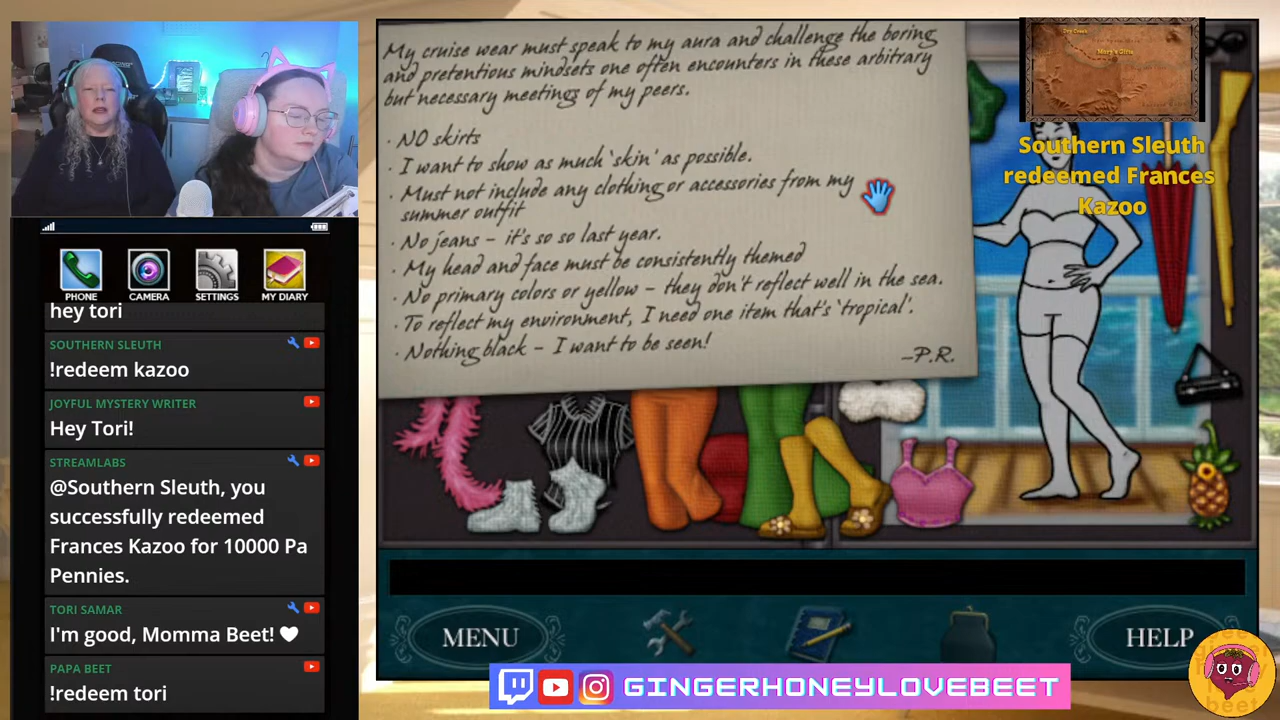 My cruise wear must speak to my aura and challenge the boring
and pretentious mindsets one often encounters in these arbitrary
but necessary meetings of my peers.
· NO skirts
· I want to show as much 'skin' as possible.
· Must not include any clothing or accessories from my
summer outfit
· No jeans – it's so so last year.
· My head and face must be consistently themed
· No primary colors or yellow – they don't reflect well in the sea.
· To reflect my environment, I need one item that's 'tropical'.
· Nothing black – I want to be seen!
–P.R.
Southern Sleuth
redeemed Frances
Kazoo
PHONE
CAMERA
SETTINGS
MY DIARY
hey tori
SOUTHERN SLEUTH
!redeem kazoo
JOYFUL MYSTERY WRITER
Hey Tori!
STREAMLABS
@Southern Sleuth, you
successfully redeemed
Frances Kazoo for 10000 Pa
Pennies.
TORI SAMAR
I'm good, Momma Beet! ♥
PAPA BEET
!redeem tori
MENU
HELP
GINGERHONEYLOVEBEET